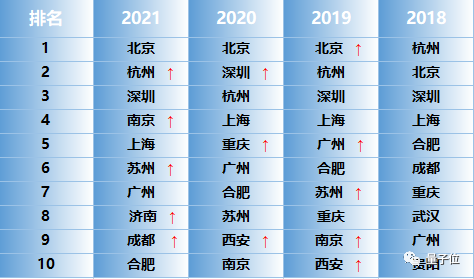 排名 2021 2020 2019 2018
1 北京 北京 北京 ↑ 杭州
2 杭州 ↑ 深圳 ↑ 杭州 北京
3 深圳 杭州 深圳 深圳
4 南京 ↑ 上海 上海 上海
5 上海 重庆 ↑ 广州 ↑ 合肥
6 苏州 ↑ 广州 合肥 成都
7 广州 合肥 苏州 ↑ 重庆
8 济南 ↑ 苏州 重庆 武汉
9 成都 ↑ 西安 ↑ 南京 ↑ 广州
10 合肥 南京 西安 ↑ 贵阳
量子位